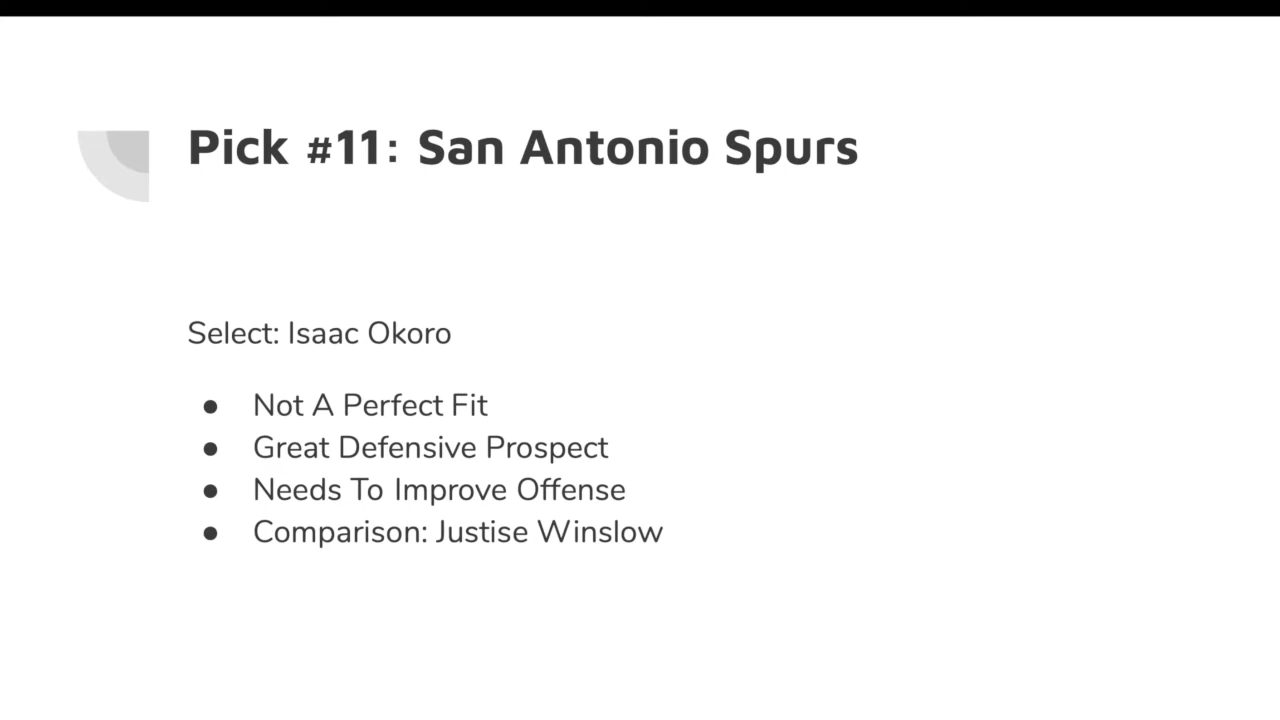 Pick #11: San Antonio Spurs
Select: Isaac Okoro
● Not A Perfect Fit
● Great Defensive Prospect
● Needs To Improve Offense
● Comparison: Justise Winslow